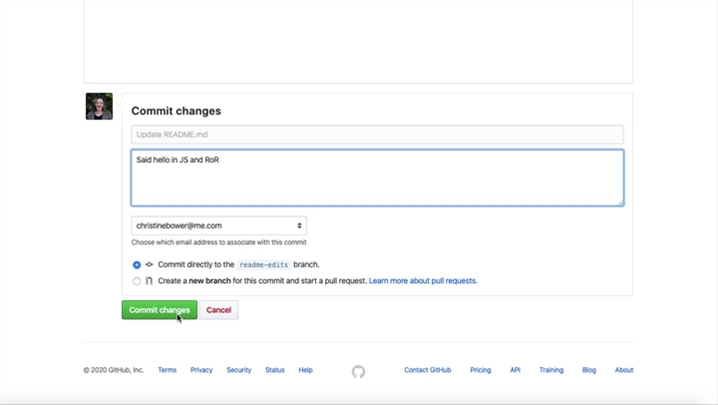 Commit changes
Update README.md
Said hello in JS and RoR
christinebower@me.com
Choose which email address to associate with this commit
Commit directly to the readme-edits branch.
Create a new branch for this commit and start a pull request. Learn more about pull requests.
Commit changes Cancel
© 2020 GitHub, Inc. Terms Privacy Security Status Help Contact GitHub Pricing API Training Blog About